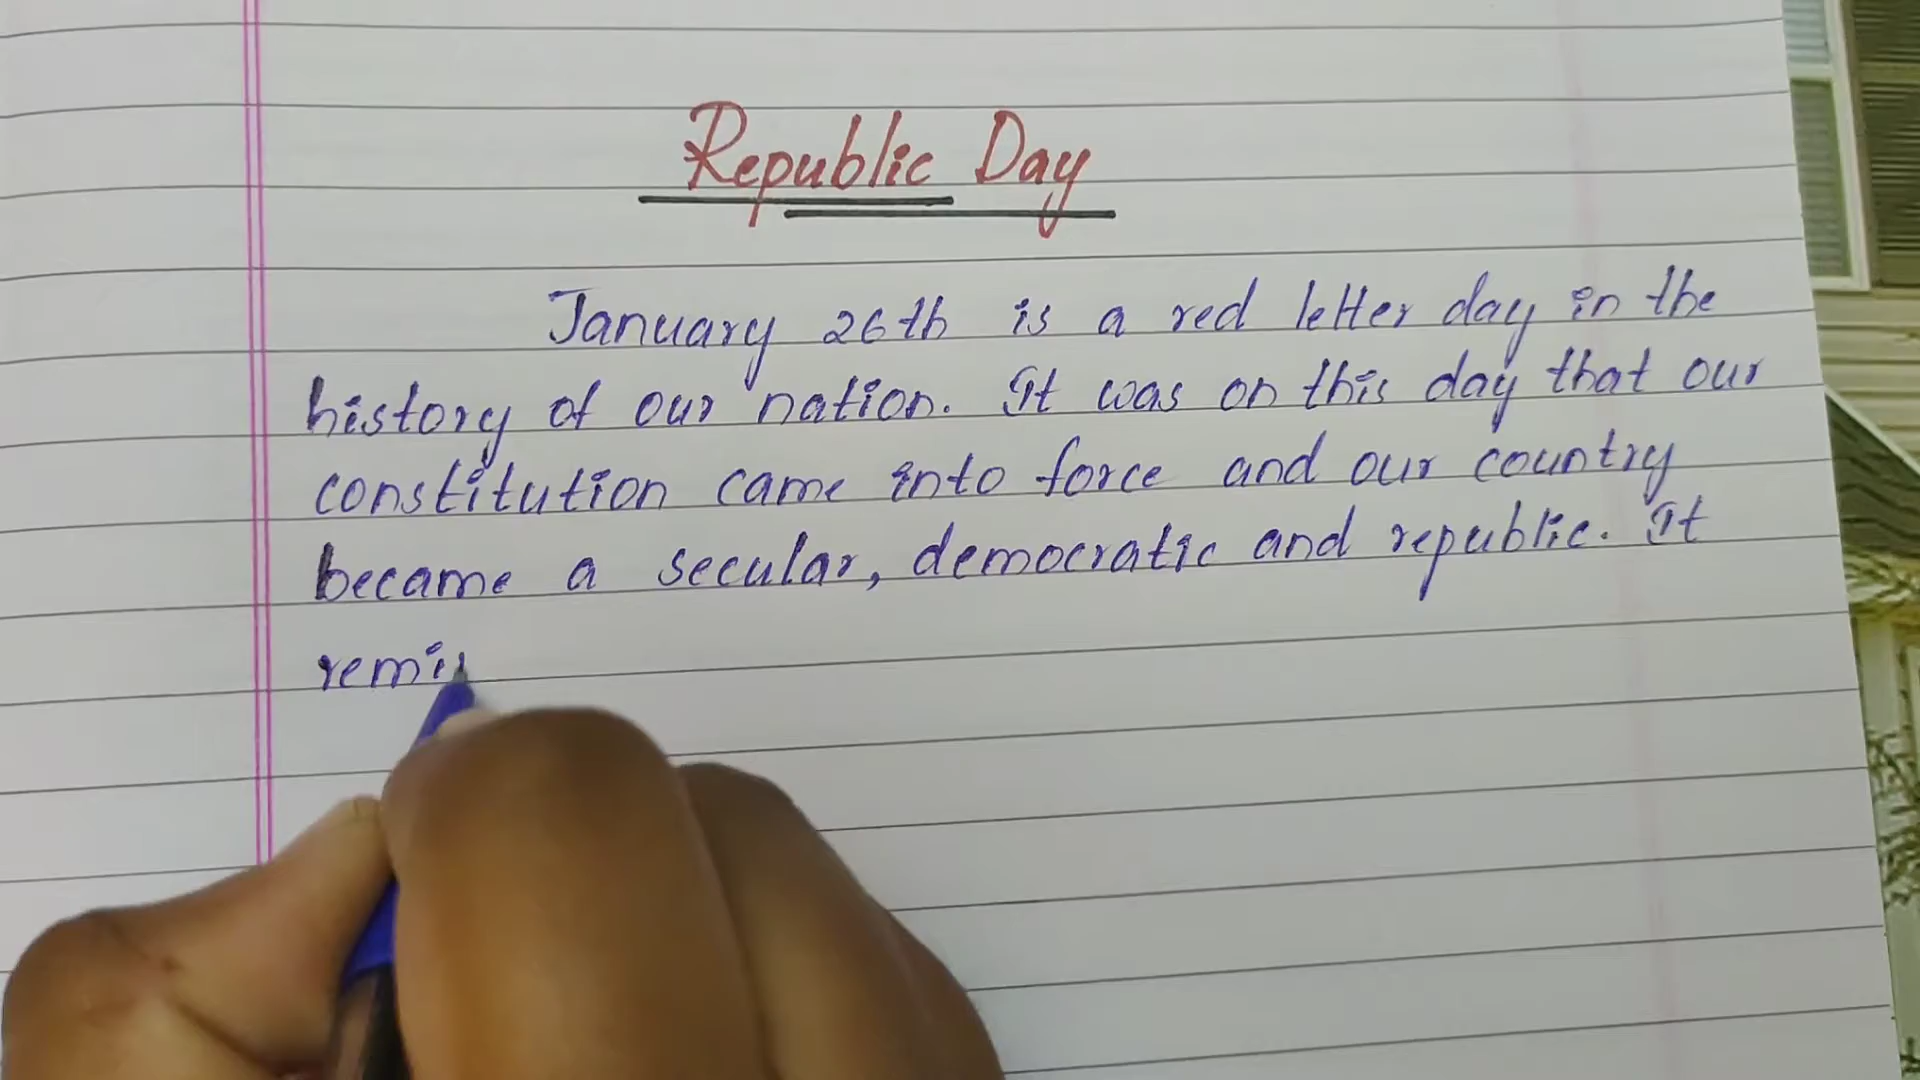 Republic Day
January 26th is a red letter day in the
history of our nation. It was on this day that our
constitution came into force and our country
became a secular, democratic and republic. It
remi